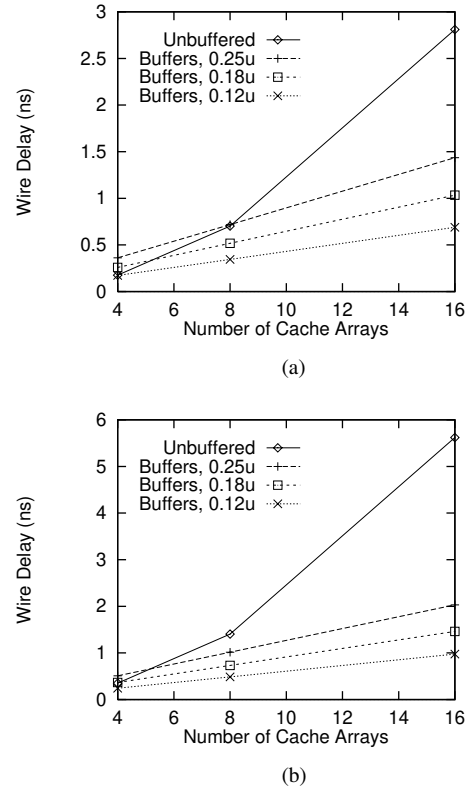 3
2.5
2
1.5
1
0.5
0
Wire Delay (ns)
Unbuffered
Buffers, 0.25u
Buffers, 0.18u
Buffers, 0.12u
4 6 8 10 12 14 16
Number of Cache Arrays
(a)
6
5
4
3
2
1
0
Wire Delay (ns)
Unbuffered
Buffers, 0.25u
Buffers, 0.18u
Buffers, 0.12u
4 6 8 10 12 14 16
Number of Cache Arrays
(b)